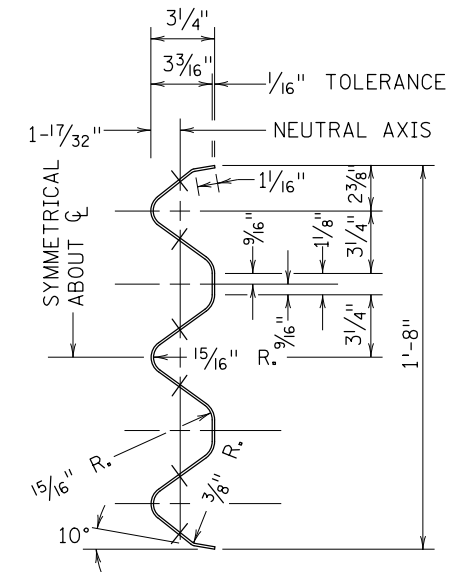 3 1/4"
3 3/16"
1/16" TOLERANCE
1-17/32"
NEUTRAL AXIS
SYMMETRICAL
ABOUT ℄
1 1/16"
2 3/8"
9/16"
1 1/8"
3 1/4"
9/16"
3 1/4"
1'-8"
15/16" R.
15/16" R.
R.
3/8"
10°